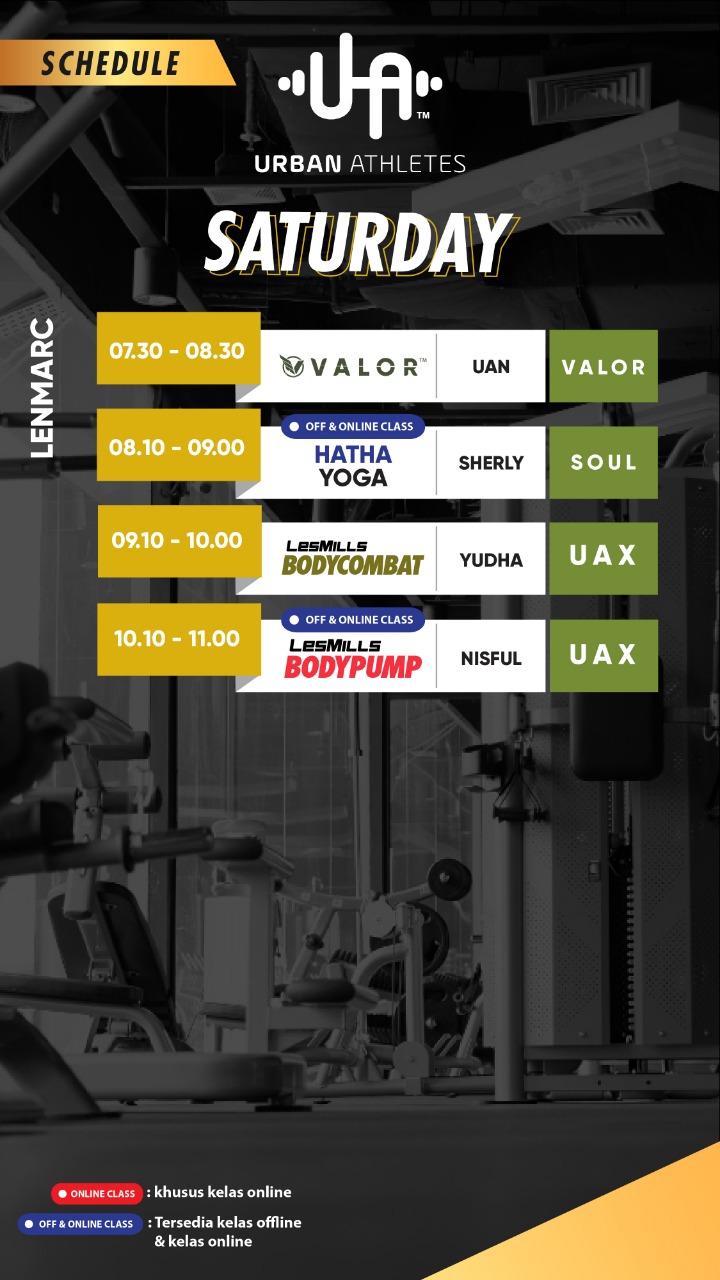 SCHEDULE
UA™
URBAN ATHLETES
SATURDAY
LENMARC
07.30 - 08.30
VALOR™
UAN
VALOR
08.10 - 09.00
OFF & ONLINE CLASS
HATHA
YOGA
SHERLY
SOUL
09.10 - 10.00
LESMILLS
BODYCOMBAT
YUDHA
UAX
10.10 - 11.00
OFF & ONLINE CLASS
LESMILLS
BODYPUMP
NISFUL
UAX
ONLINE CLASS : khusus kelas online
OFF & ONLINE CLASS : Tersedia kelas offline
& kelas online